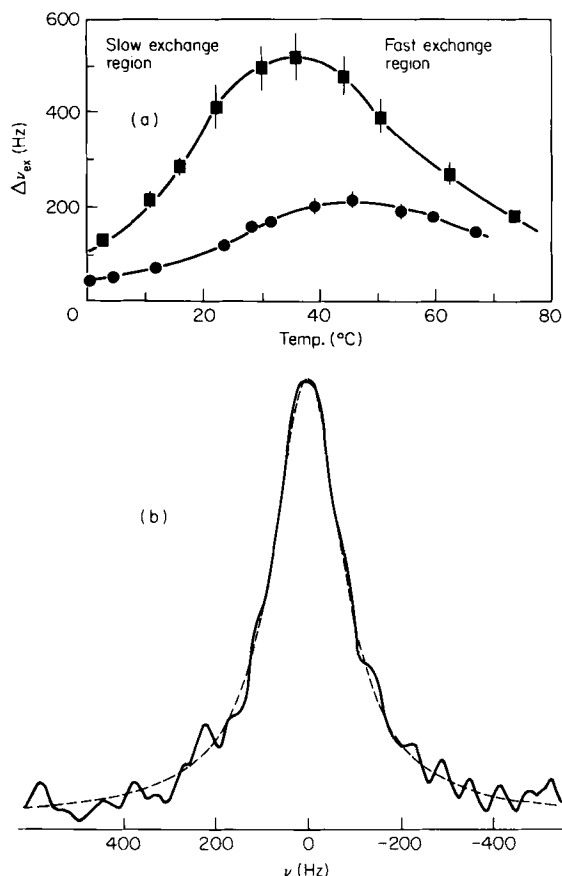 600
Slow exchange
region
Fast exchange
region
(a)
400
200
0
Δν_ex (Hz)
0 20 40 60 80
Temp. (°C)
(b)
400 200 0 -200 -400
ν (Hz)